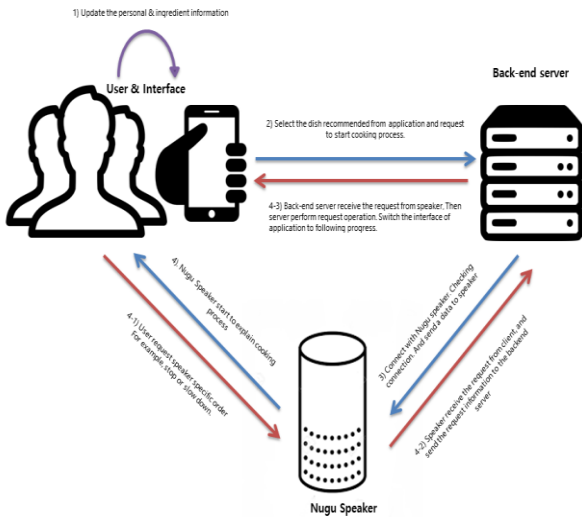 1) Update the personal & ingredient information
User & Interface
Back-end server
2) Select the dish recommended from application and request
to start cooking process.
4-3) Back-end server receive the request from speaker, Then
server perform request operation. Switch the interface of
application to following progress.
4). Nugu Speaker start to explain cooking
process
4-1) User request speaker specific order
For example, stop or slow down.
3) Connect with Nugu speaker. Checking
connection. And send a data to speaker
4-2) Speaker receive the request from client, and
send the request information to the backend
server
Nugu Speaker